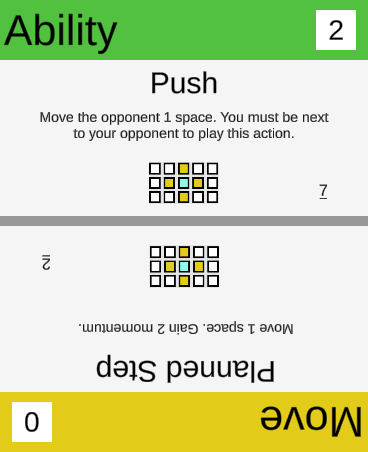 Ability
2
Push
Move the opponent 1 space. You must be next
to your opponent to play this action.
7
Move
0
Planned Step
Move 1 space. Gain 2 momentum.
2